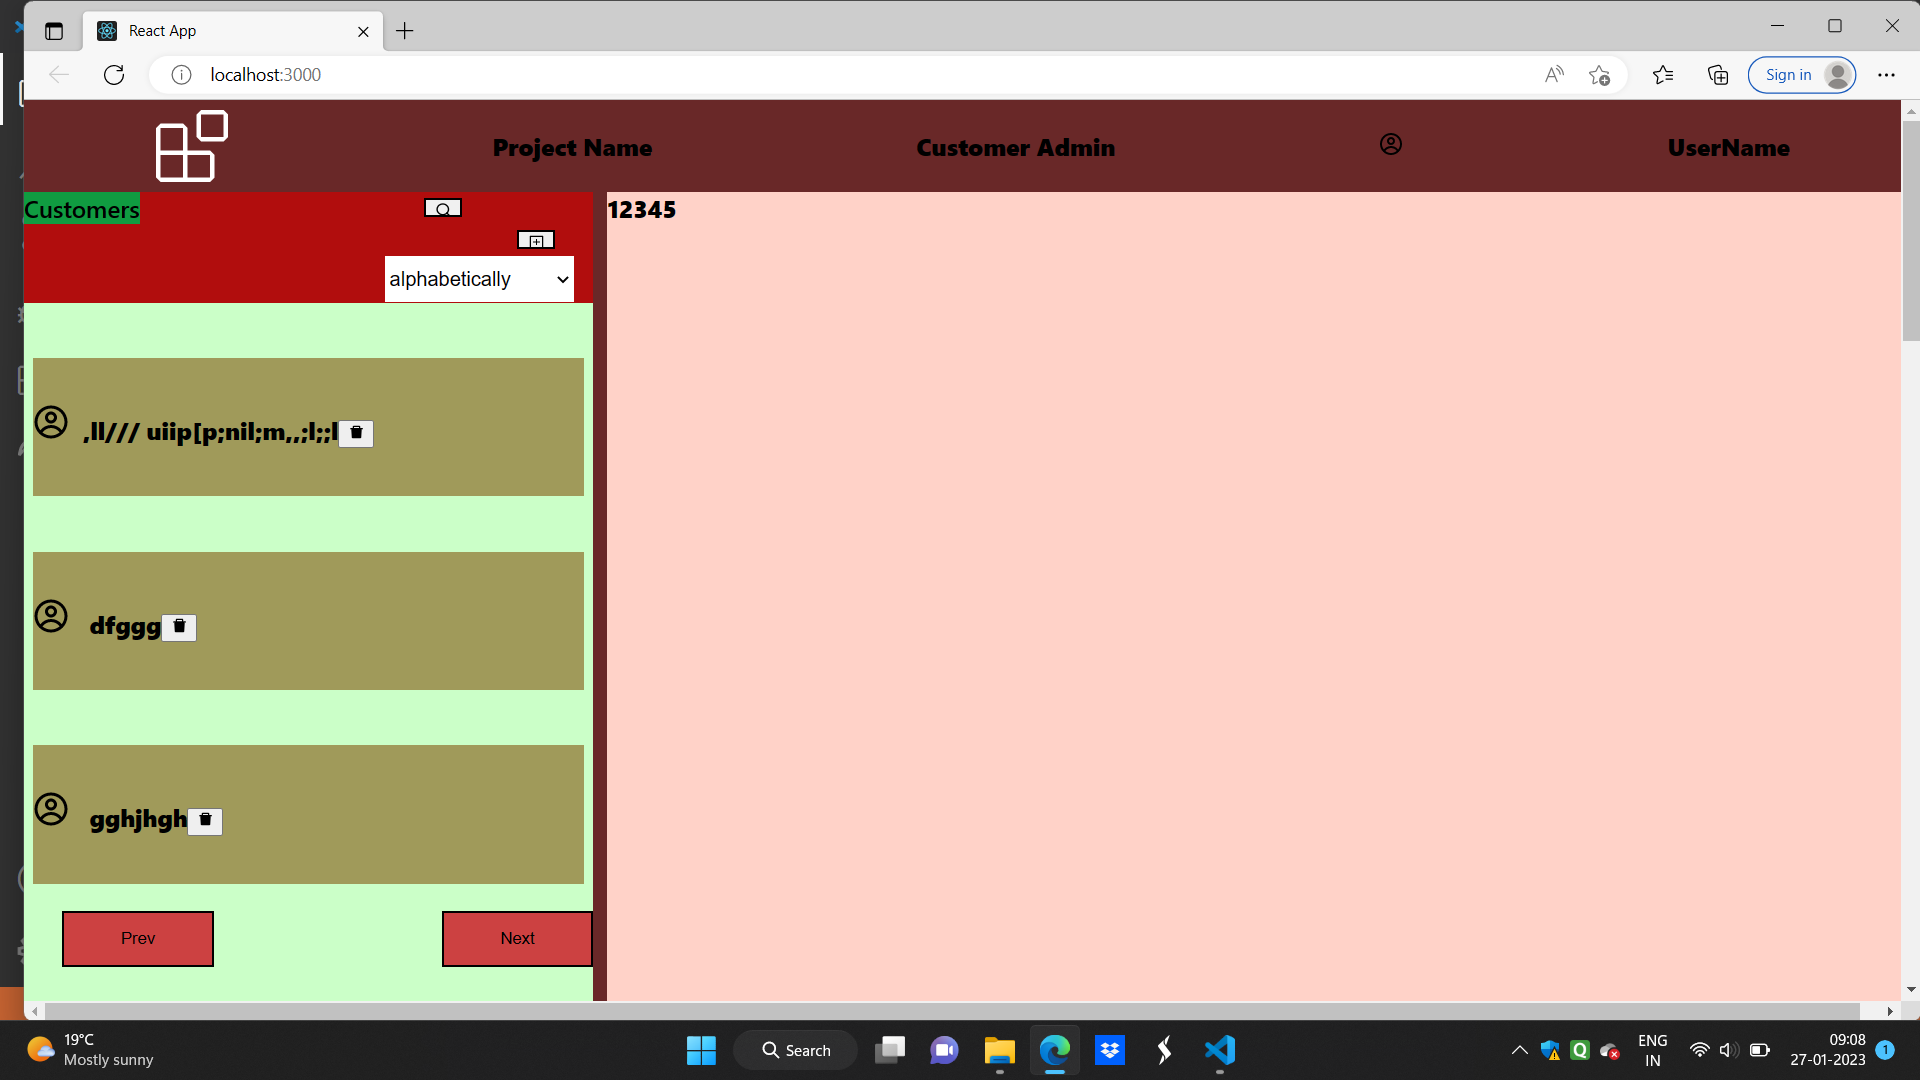 React App
localhost:3000
Sign in
Project Name
Customer Admin
UserName
Customers
12345
alphabetically
,ll/// uiip[p;nil;m,,;l;;l
dfggg
gghjhgh
Prev
Next
19°C
Mostly sunny
Search
ENG
IN
09:08
27-01-2023
1